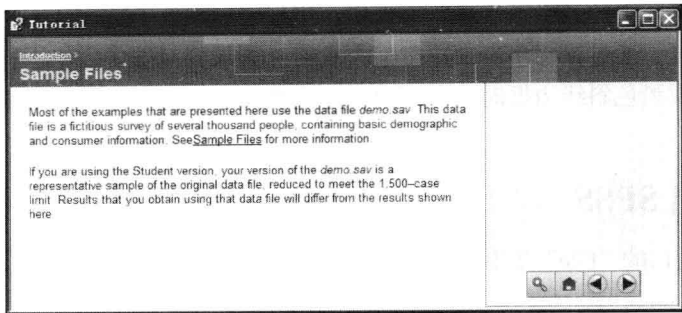 Tutorial
Introduction >
Sample Files
Most of the examples that are presented here use the data file demo.sav. This data
file is a fictitious survey of several thousand people, containing basic demographic
and consumer information. See Sample Files for more information.
If you are using the Student version, your version of the demo.sav is a
representative sample of the original data file, reduced to meet the 1,500–case
limit. Results that you obtain using that data file will differ from the results shown
here.